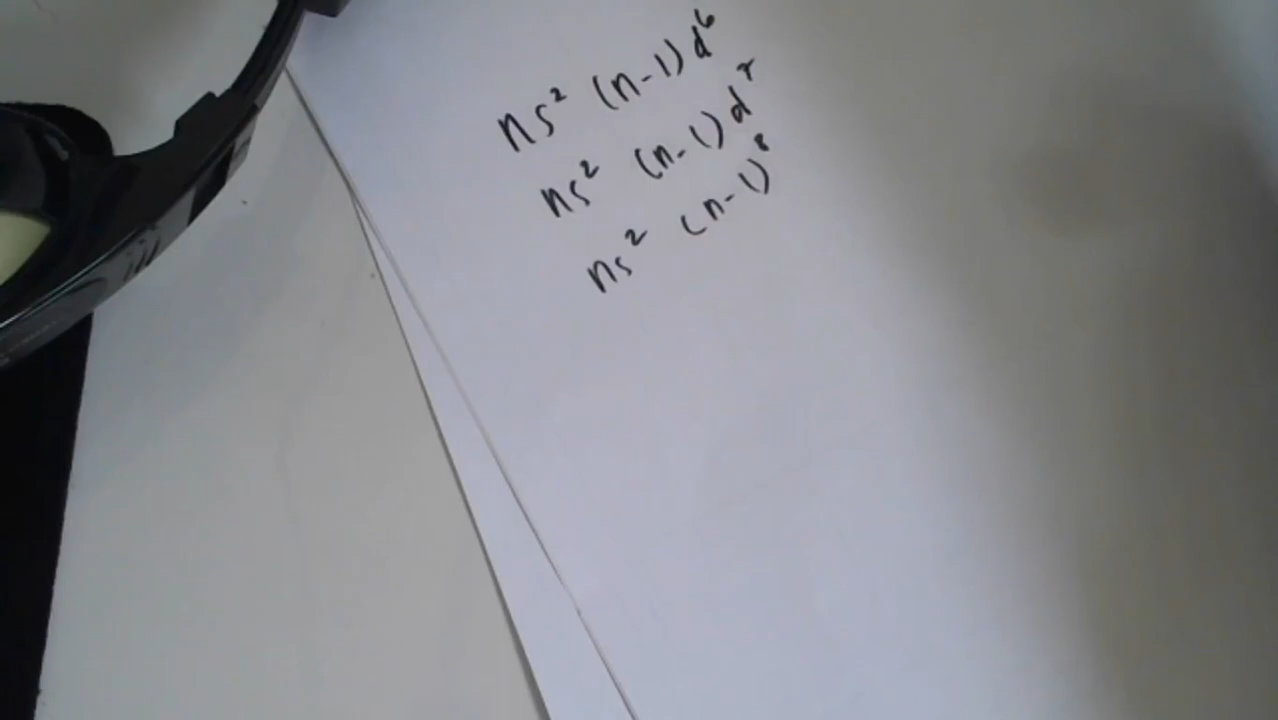 ns² (n-1)d⁶
ns² (n-1)d⁷
ns² (n-1)⁸